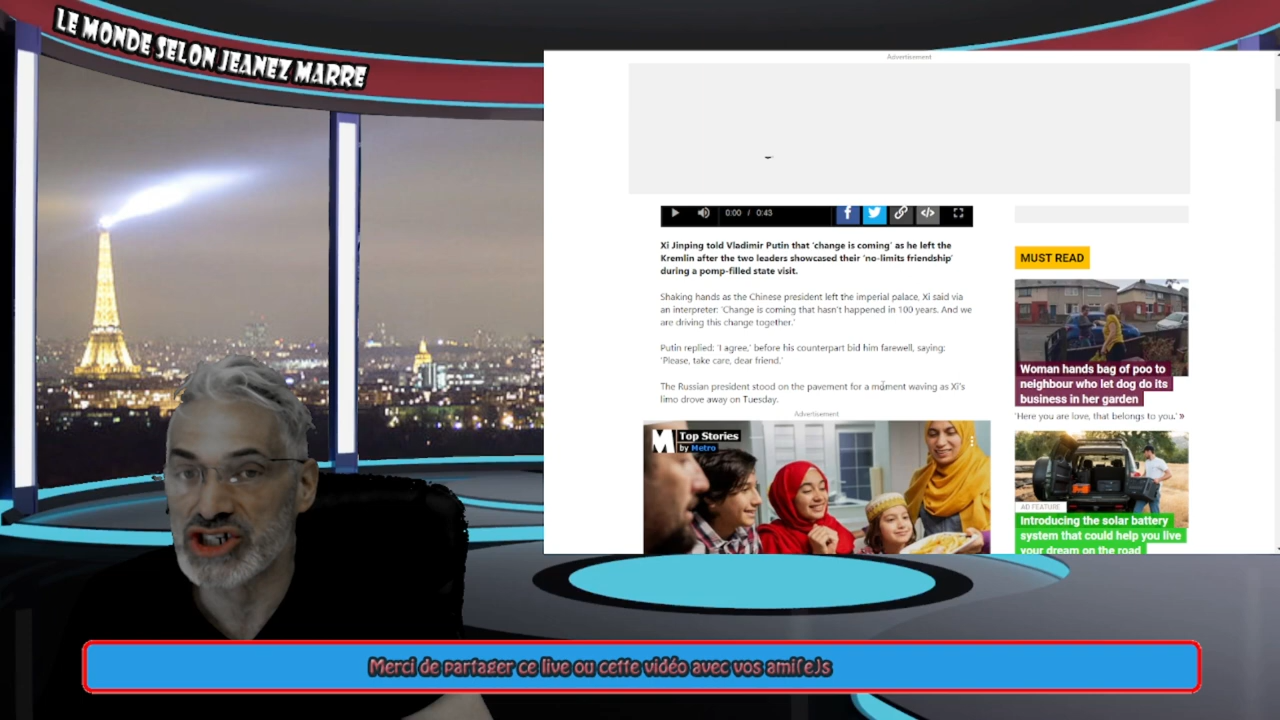 LE MONDE SELON JEANEZ MARRE
Advertisement
0:00 / 0:43
Xi Jinping told Vladimir Putin that 'change is coming' as he left the
Kremlin after the two leaders showcased their 'no-limits friendship'
during a pomp-filled state visit.
Shaking hands as the Chinese president left the imperial palace, Xi said via
an interpreter: 'Change is coming that hasn't happened in 100 years. And we
are driving this change together.'
Putin replied: 'I agree,' before his counterpart bid him farewell, saying:
'Please, take care, dear friend.'
The Russian president stood on the pavement for a moment waving as Xi's
limo drove away on Tuesday.
Advertisement
Top Stories
by Metro
MUST READ
Woman hands bag of poo to
neighbour who let dog do its
business in her garden
'Here you are love, that belongs to you.' »
AD FEATURE
Introducing the solar battery
system that could help you live
your dream on the road
Merci de partager ce live ou cette vidéo avec vos ami(e)s